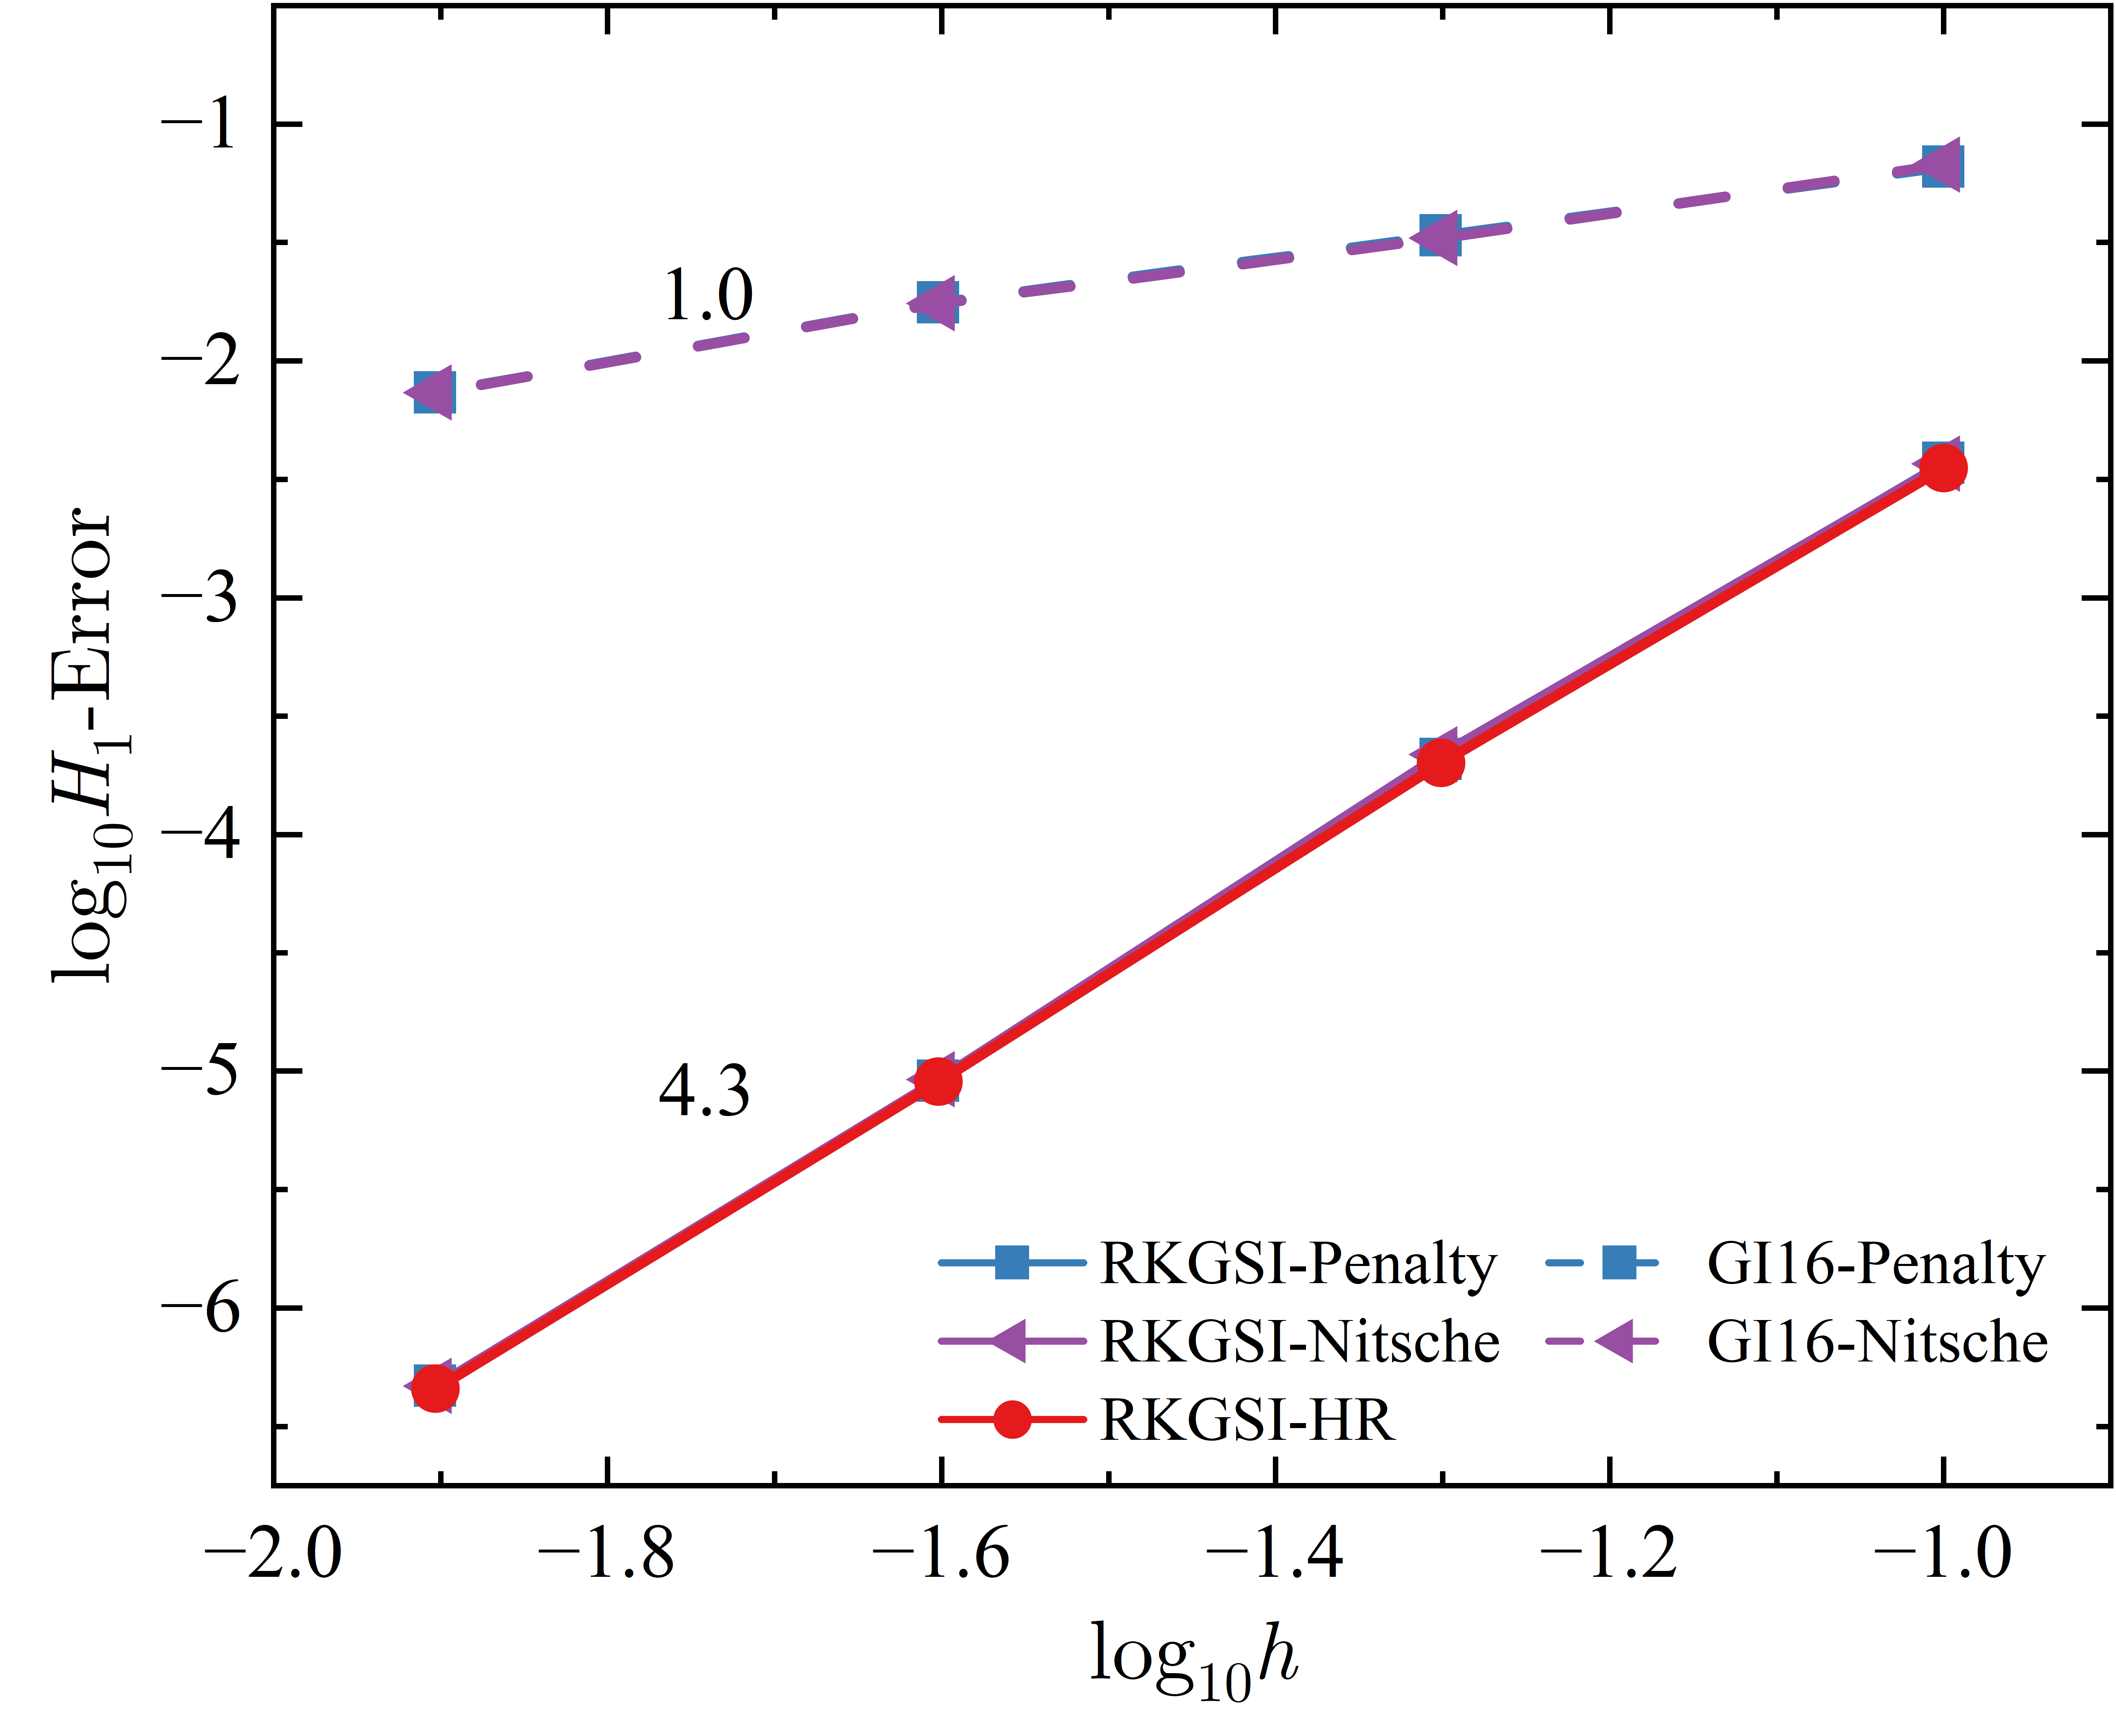 −1
−2
−3
−4
−5
−6
log₁₀H₁-Error
1.0
4.3
RKGSI-Penalty
GI16-Penalty
RKGSI-Nitsche
GI16-Nitsche
RKGSI-HR
−2.0 −1.8 −1.6 −1.4 −1.2 −1.0
log₁₀h